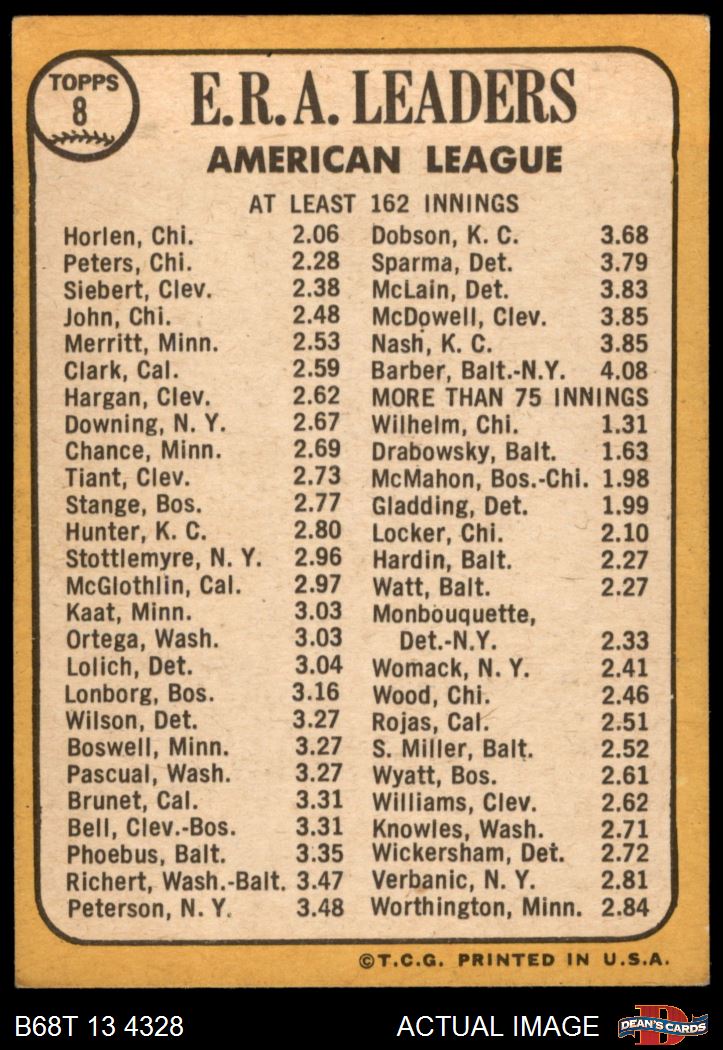 TOPPS
8
E.R.A. LEADERS
AMERICAN LEAGUE
AT LEAST 162 INNINGS
Horlen, Chi. 2.06
Peters, Chi. 2.28
Siebert, Clev. 2.38
John, Chi. 2.48
Merritt, Minn. 2.53
Clark, Cal. 2.59
Hargan, Clev. 2.62
Downing, N. Y. 2.67
Chance, Minn. 2.69
Tiant, Clev. 2.73
Stange, Bos. 2.77
Hunter, K. C. 2.80
Stottlemyre, N. Y. 2.96
McGlothlin, Cal. 2.97
Kaat, Minn. 3.03
Ortega, Wash. 3.03
Lolich, Det. 3.04
Lonborg, Bos. 3.16
Wilson, Det. 3.27
Boswell, Minn. 3.27
Pascual, Wash. 3.27
Brunet, Cal. 3.31
Bell, Clev.-Bos. 3.31
Phoebus, Balt. 3.35
Richert, Wash.-Balt. 3.47
Peterson, N. Y. 3.48
Dobson, K. C. 3.68
Sparma, Det. 3.79
McLain, Det. 3.83
McDowell, Clev. 3.85
Nash, K. C. 3.85
Barber, Balt.-N.Y. 4.08
MORE THAN 75 INNINGS
Wilhelm, Chi. 1.31
Drabowsky, Balt. 1.63
McMahon, Bos.-Chi. 1.98
Gladding, Det. 1.99
Locker, Chi. 2.10
Hardin, Balt. 2.27
Watt, Balt. 2.27
Monbouquette,
Det.-N.Y. 2.33
Womack, N. Y. 2.41
Wood, Chi. 2.46
Rojas, Cal. 2.51
S. Miller, Balt. 2.52
Wyatt, Bos. 2.61
Williams, Clev. 2.62
Knowles, Wash. 2.71
Wickersham, Det. 2.72
Verbanic, N. Y. 2.81
Worthington, Minn. 2.84
©T.C.G. PRINTED IN U.S.A.
B68T 13 4328
ACTUAL IMAGE
D
DEAN'S CARDS